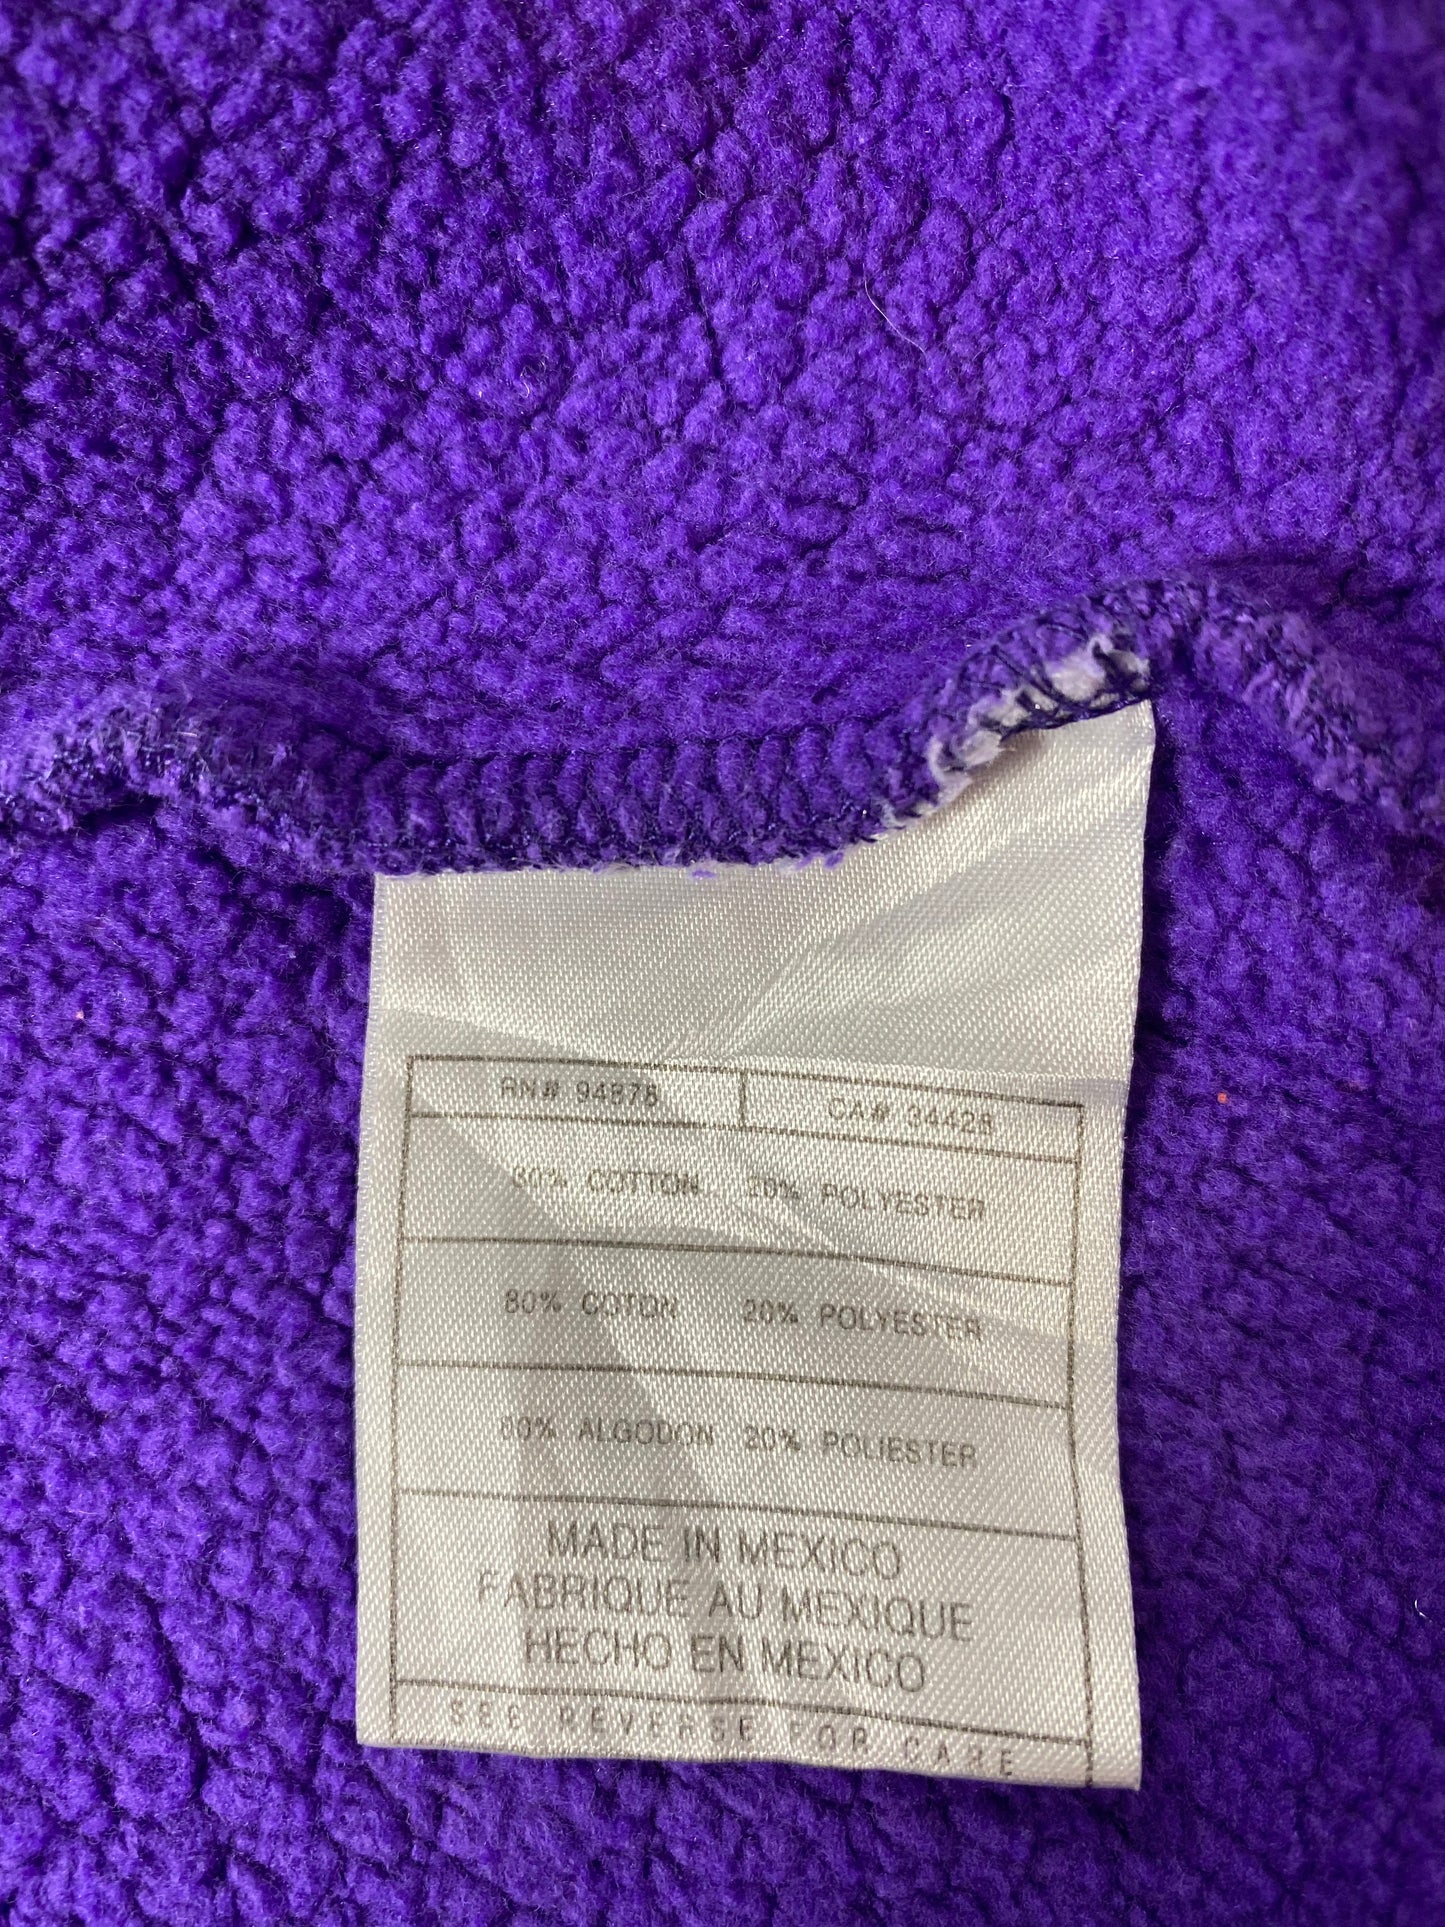 RN# 94878 CA# 34428
80% COTTON 20% POLYESTER
80% COTON 20% POLYESTER
80% ALGODON 20% POLIESTER
MADE IN MEXICO
FABRIQUE AU MEXIQUE
HECHO EN MEXICO
SEE REVERSE FOR CARE